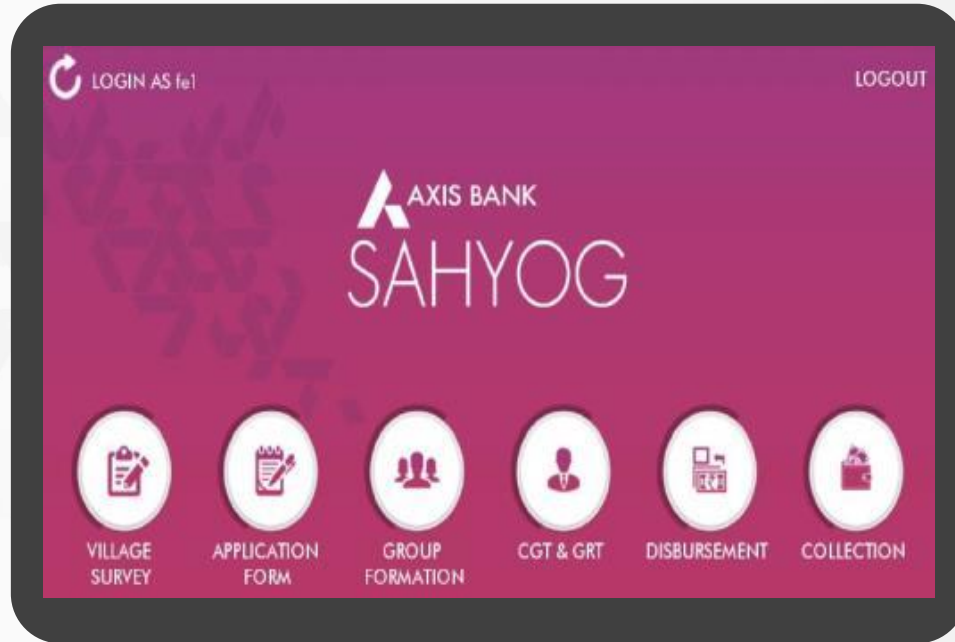 LOGIN AS fe1
LOGOUT
AXIS BANK
SAHYOG
VILLAGE
SURVEY
APPLICATION
FORM
GROUP
FORMATION
CGT & GRT
DISBURSEMENT
COLLECTION